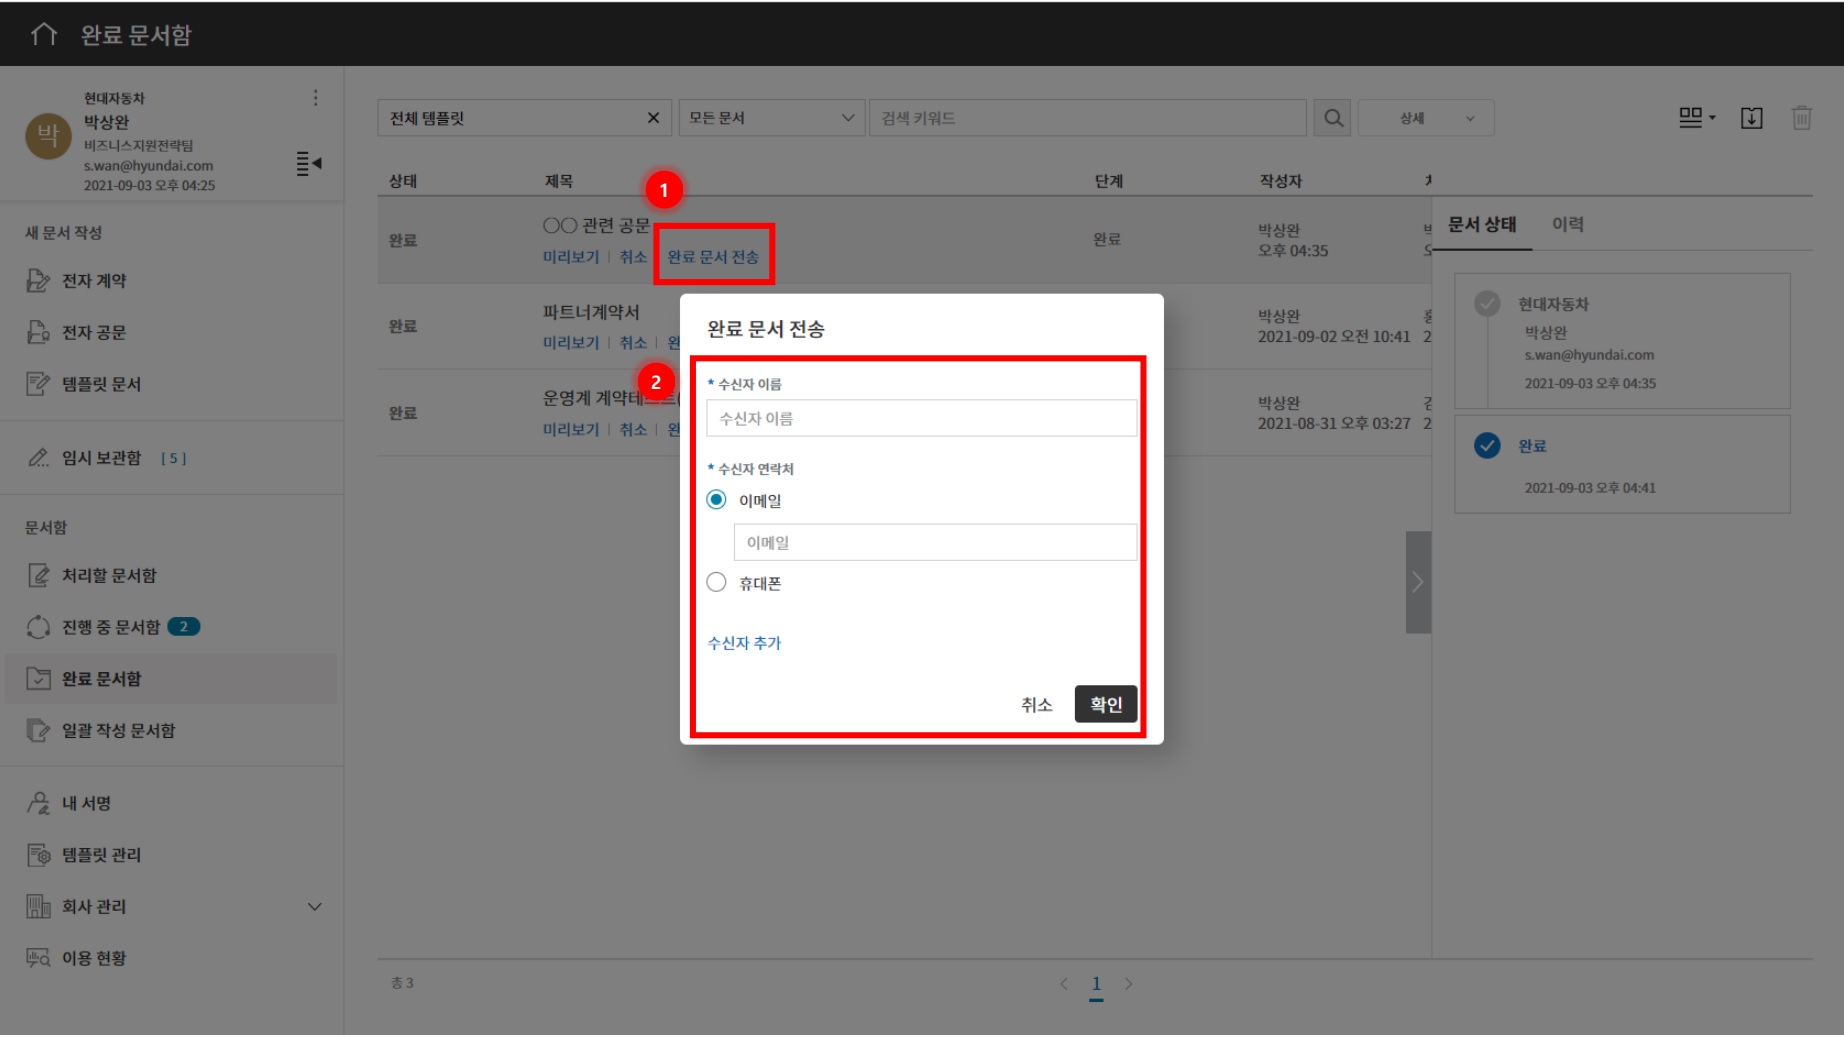 완료 문서함
현대자동차
박
박상완
비즈니스지원전략팀
s.wan@hyundai.com
2021-09-03 오후 04:25
새 문서 작성
전자 계약
전자 공문
템플릿 문서
임시 보관함 [ 5 ]
문서함
처리할 문서함
진행 중 문서함 2
완료 문서함
일괄 작성 문서함
내 서명
템플릿 관리
회사 관리
이용 현황
전체 템플릿
모든 문서
검색 키워드
상세
상태 제목 단계 작성자
1
완료
○○ 관련 공문
미리보기 | 취소 완료 문서 전송
완료
박상완
오후 04:35
완료
파트너계약서
미리보기 | 취소 |
박상완
2021-09-02 오전 10:41 2
완료
운영계
미리보기 | 취소 |
박상완
2021-08-31 오후 03:27 2
완료 문서 전송
2
* 수신자 이름
수신자 이름
* 수신자 연락처
이메일
이메일
휴대폰
수신자 추가
취소 확인
문서 상태 이력
현대자동차
박상완
s.wan@hyundai.com
2021-09-03 오후 04:35
완료
2021-09-03 오후 04:41
총 3
< 1 >